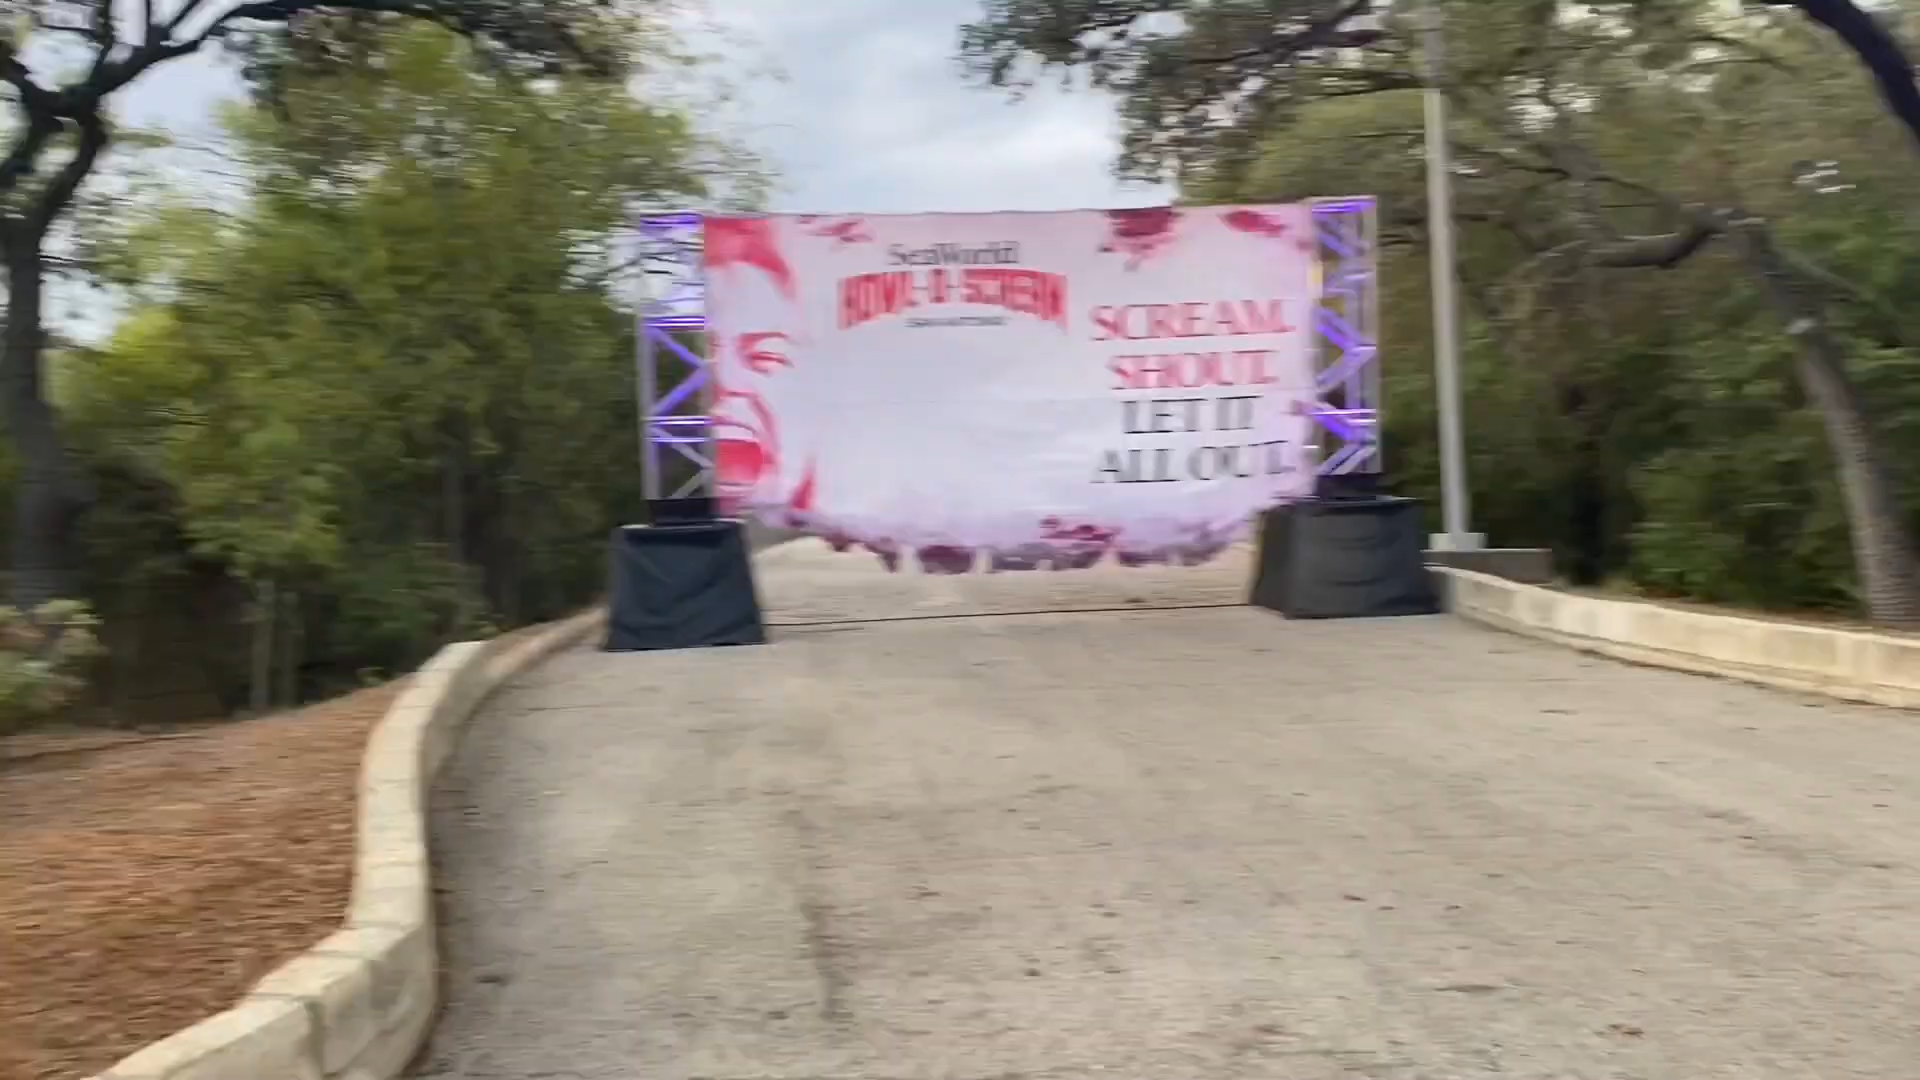 SeaWorld
HOWL-O-SCREAM
SCREAM.
SHOUT.
LET IT
ALL OUT.